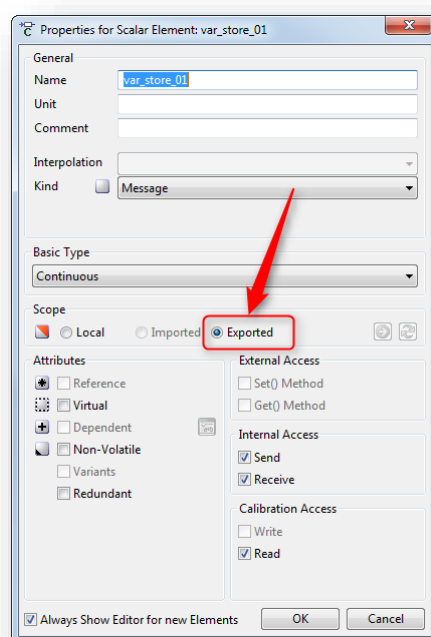 Properties for Scalar Element: var_store_01
General
Name var_store_01
Unit
Comment
Interpolation
Kind Message
Basic Type
Continuous
Scope
Local Imported Exported
Attributes
Reference
Virtual
Dependent
Non-Volatile
Variants
Redundant
External Access
Set() Method
Get() Method
Internal Access
Send
Receive
Calibration Access
Write
Read
Always Show Editor for new Elements OK Cancel